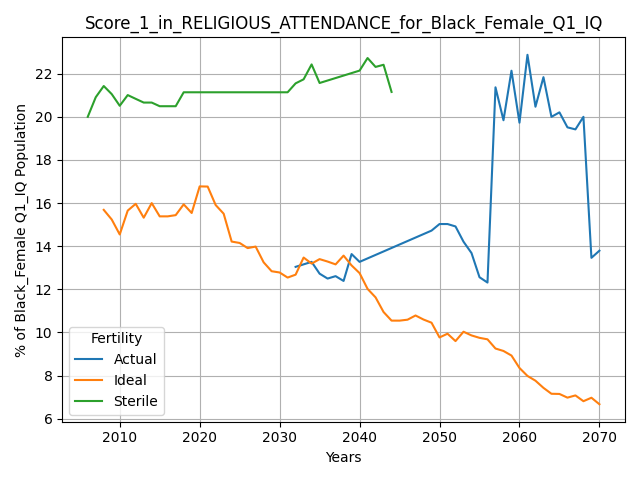 Score_1_in_RELIGIOUS_ATTENDANCE_for_Black_Female_Q1_IQ
% of Black_Female Q1_IQ Population
22
20
18
16
14
12
10
8
6
Fertility
Actual
Ideal
Sterile
2010 2020 2030 2040 2050 2060 2070
Years